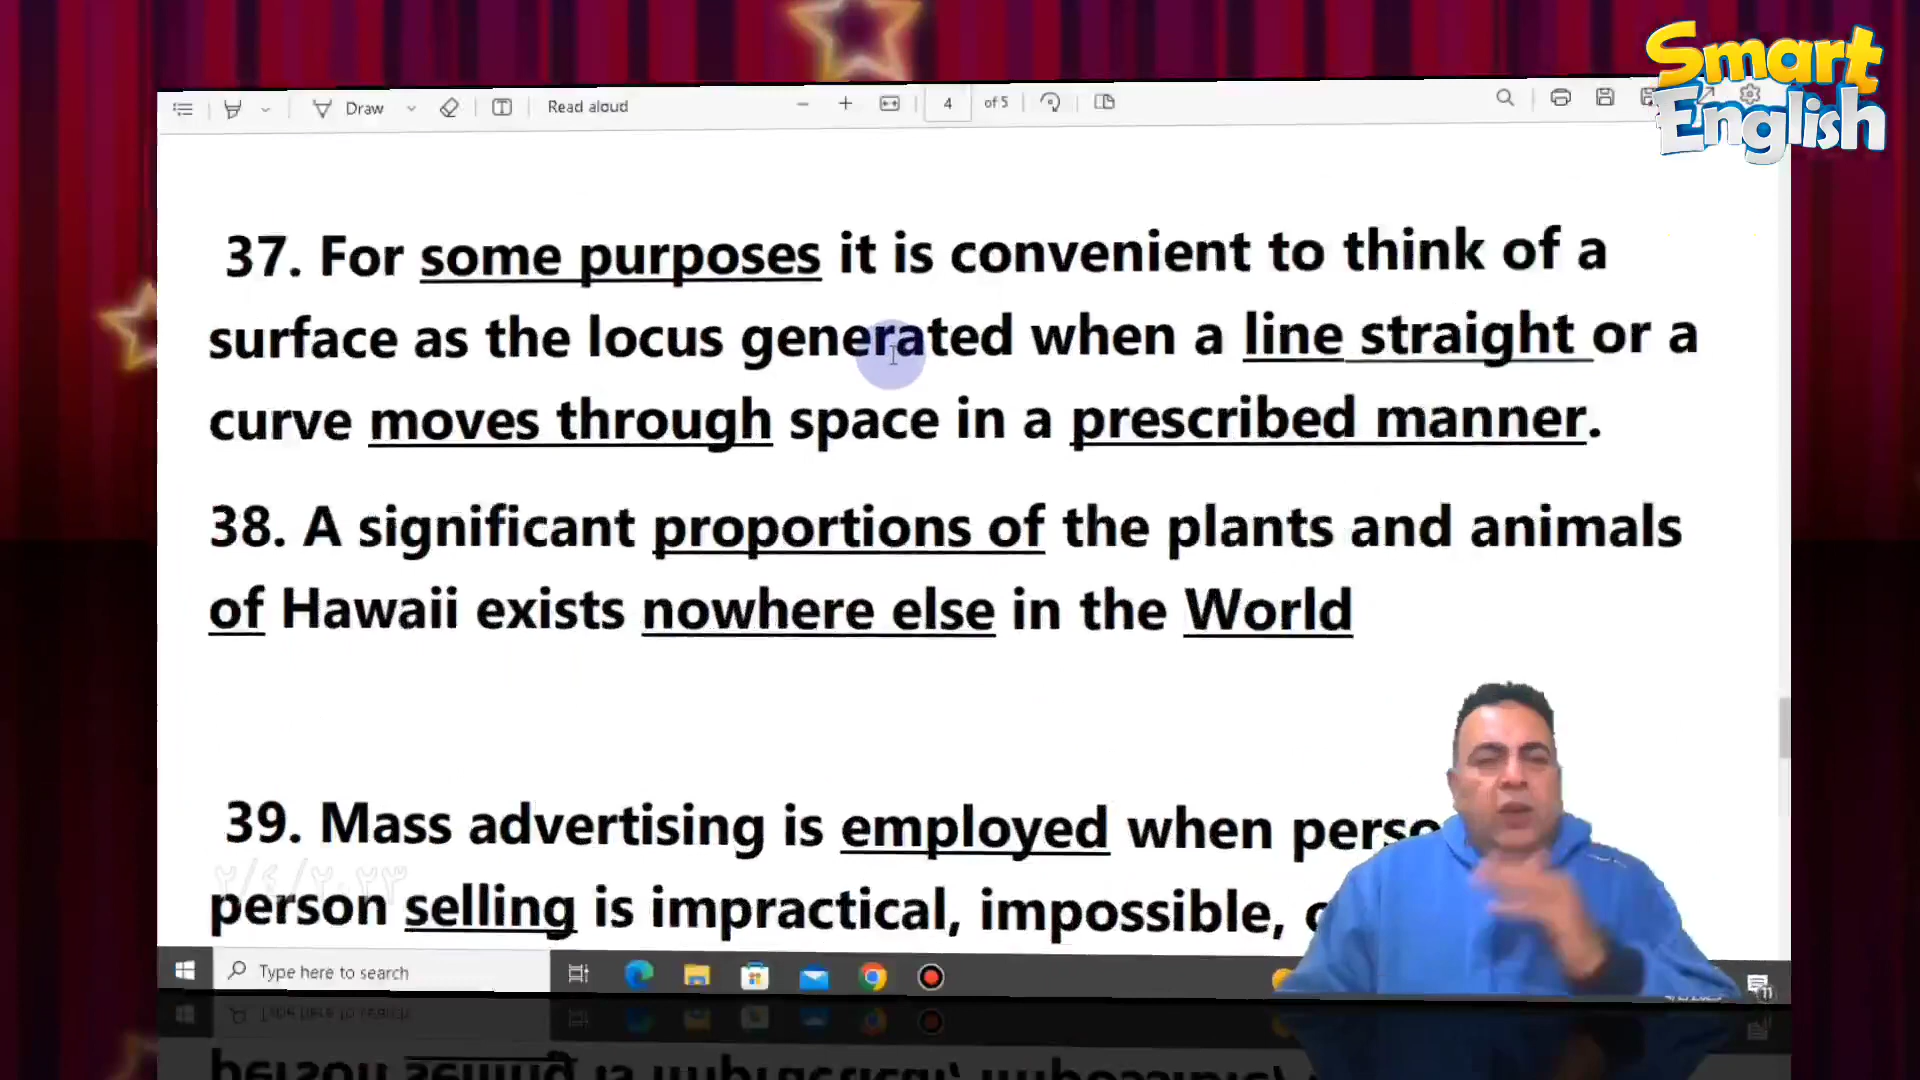 Smart
English
Draw
Read aloud
4
of 5
37. For some purposes it is convenient to think of a
surface as the locus generated when a line straight or a
curve moves through space in a prescribed manner.
38. A significant proportions of the plants and animals
of Hawaii exists nowhere else in the World
39. Mass advertising is employed when
person selling is impractical, impossible,
Type here to search